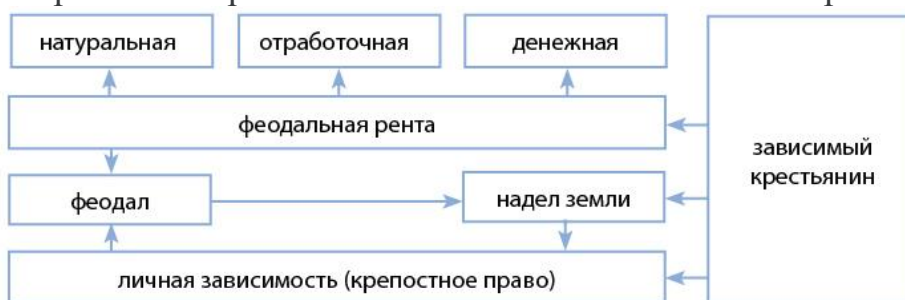 натуральная
отработочная
денежная
феодальная рента
зависимый
крестьянин
феодал
надел земли
личная зависимость (крепостное право)